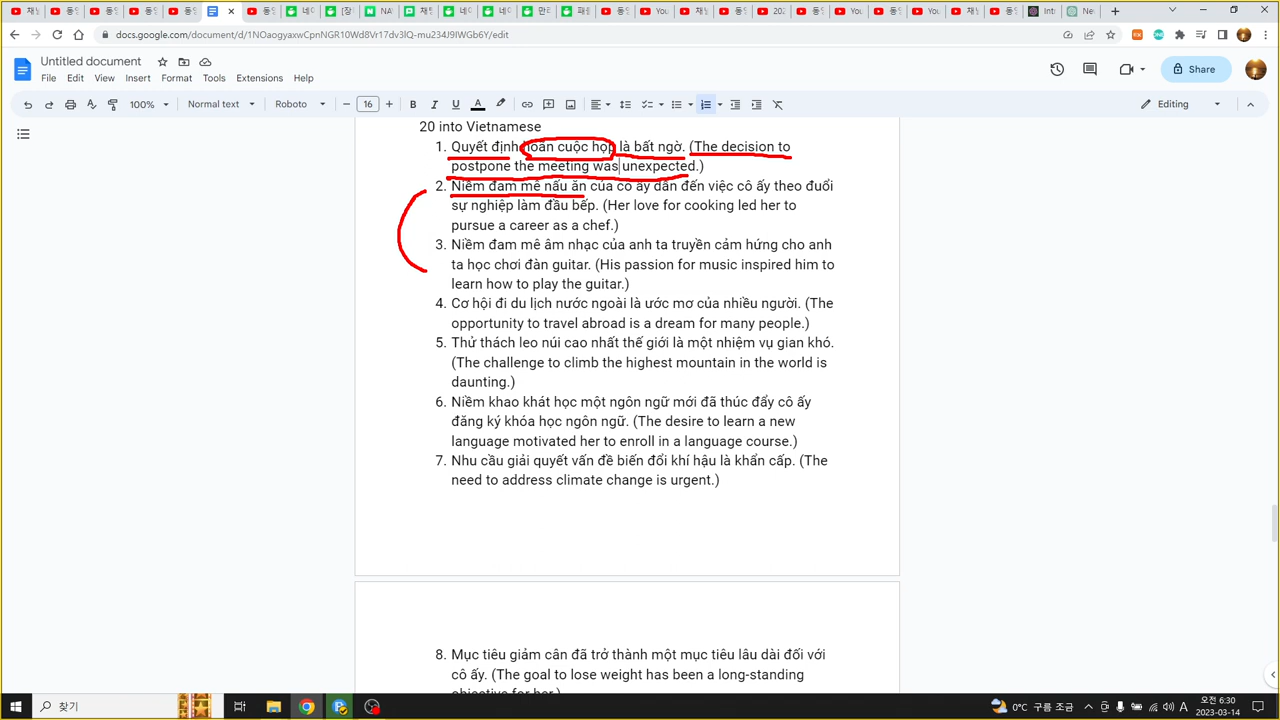 docs.google.com/document/d/1NOaogyaxwCpnNGR10Wd8Vr17dv3lQ-mu234J9IWGb6Y/edit
Untitled document
File Edit View Insert Format Tools Extensions Help
Share
100% Normal text Roboto 16 Editing
20 into Vietnamese
1. Quyết định hoãn cuộc họp là bất ngờ. (The decision to
postpone the meeting was unexpected.)
2. Niềm đam mê nấu ăn của cô ấy dẫn đến việc cô ấy theo đuổi
sự nghiệp làm đầu bếp. (Her love for cooking led her to
pursue a career as a chef.)
3. Niềm đam mê âm nhạc của anh ta truyền cảm hứng cho anh
ta học chơi đàn guitar. (His passion for music inspired him to
learn how to play the guitar.)
4. Cơ hội đi du lịch nước ngoài là ước mơ của nhiều người. (The
opportunity to travel abroad is a dream for many people.)
5. Thử thách leo núi cao nhất thế giới là một nhiệm vụ gian khó.
(The challenge to climb the highest mountain in the world is
daunting.)
6. Niềm khao khát học một ngôn ngữ mới đã thúc đẩy cô ấy
đăng ký khóa học ngôn ngữ. (The desire to learn a new
language motivated her to enroll in a language course.)
7. Nhu cầu giải quyết vấn đề biến đổi khí hậu là khẩn cấp. (The
need to address climate change is urgent.)
8. Mục tiêu giảm cân đã trở thành một mục tiêu lâu dài đối với
cô ấy. (The goal to lose weight has been a long-standing
objective for her.)
찾기
0°C 구름 조금
A
오전 6:30
2023-03-14